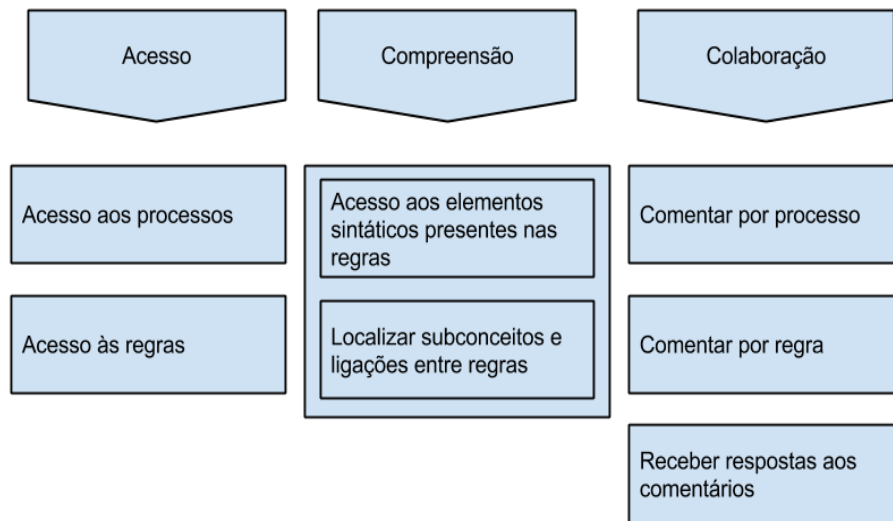 Acesso
Compreensão
Colaboração
Acesso aos processos
Acesso às regras
Acesso aos elementos
sintáticos presentes nas
regras
Localizar subconceitos e
ligações entre regras
Comentar por processo
Comentar por regra
Receber respostas aos
comentários